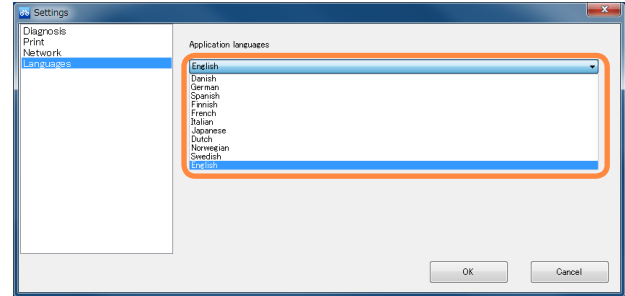 Settings
Diagnosis
Print
Network
Languages
Application languages
English
Danish
German
Spanish
Finnish
French
Italian
Japanese
Dutch
Norwegian
Swedish
English
OK
Cancel